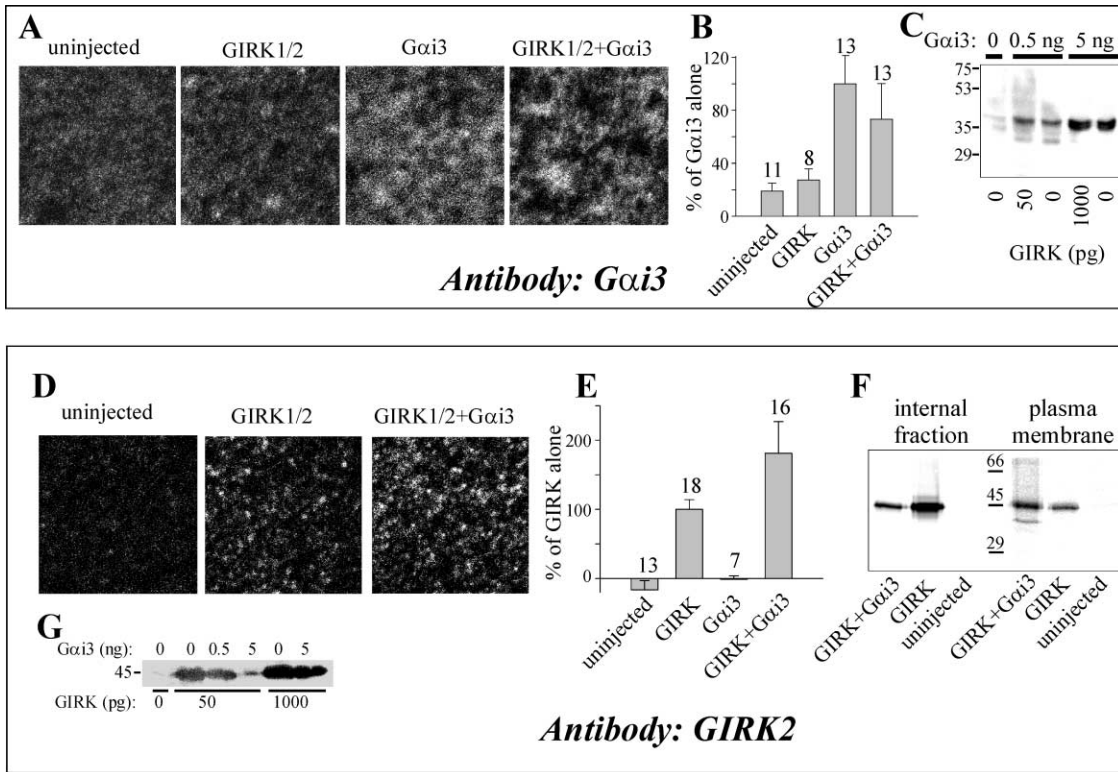 A
uninjected
GIRK1/2
Gαi3
GIRK1/2+Gαi3
B
% of Gαi3 alone
120
80
40
0
11
8
13
13
uninjected
GIRK
Gαi3
GIRK+Gαi3
C
Gαi3: 0 0.5 ng 5 ng
75
53
35
29
0 50 0 1000 0
GIRK (pg)
Antibody: Gαi3
D
uninjected
GIRK1/2
GIRK1/2+Gαi3
E
% of GIRK alone
200
100
0
13
18
7
16
uninjected
GIRK
Gαi3
GIRK+Gαi3
F
internal fraction
plasma membrane
66
45
29
GIRK+Gαi3
GIRK
uninjected
GIRK+Gαi3
GIRK
uninjected
G
Gαi3 (ng): 0 0 0.5 5 0 5
45
GIRK (pg): 0 50 1000
Antibody: GIRK2